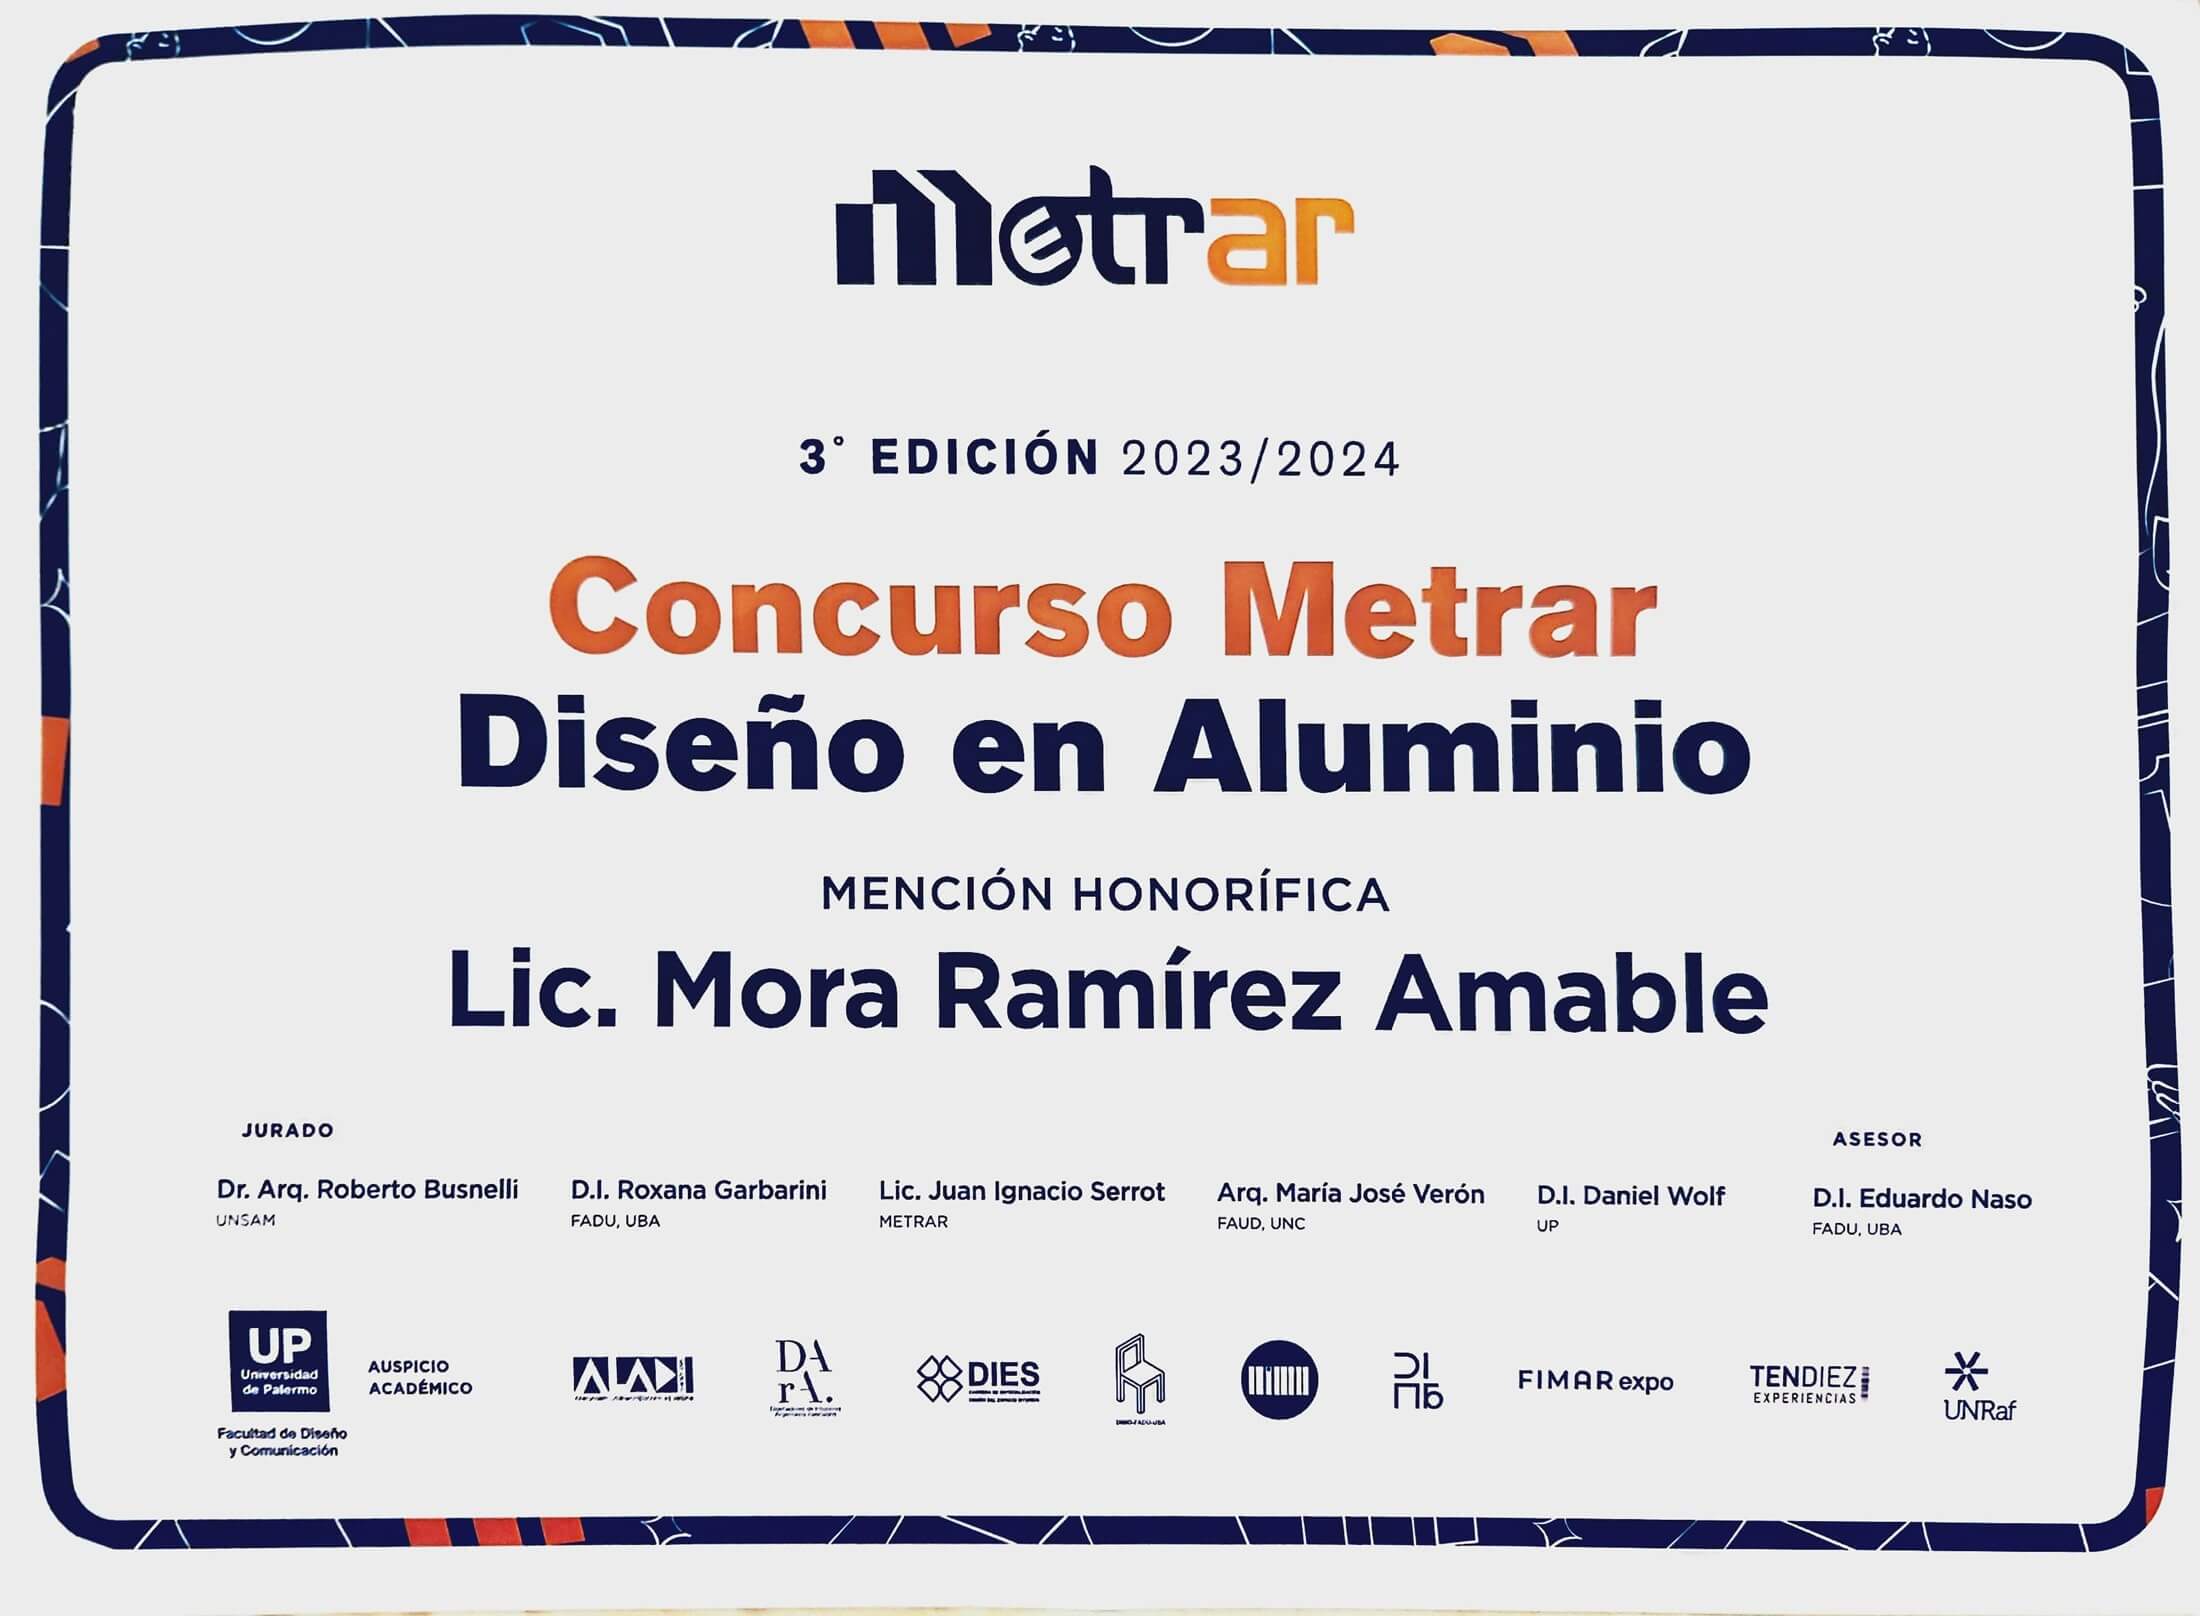 Metrar
3° EDICIÓN 2023/2024
Concurso Metrar
Diseño en Aluminio
MENCIÓN HONORÍFICA
Lic. Mora Ramírez Amable
JURADO
Dr. Arq. Roberto Busnelli
UNSAM
D.I. Roxana Garbarini
FADU, UBA
Lic. Juan Ignacio Serrot
METRAR
Arq. María José Verón
FAUD, UNC
D.I. Daniel Wolf
UP
ASESOR
D.I. Eduardo Naso
FADU, UBA
UP
Universidad
de Palermo
Facultad de Diseño
y Comunicación
AUSPICIO
ACADÉMICO
DA
rA.
DIES
FIMAR expo
TENDIEZ
EXPERIENCIAS
UNRaf